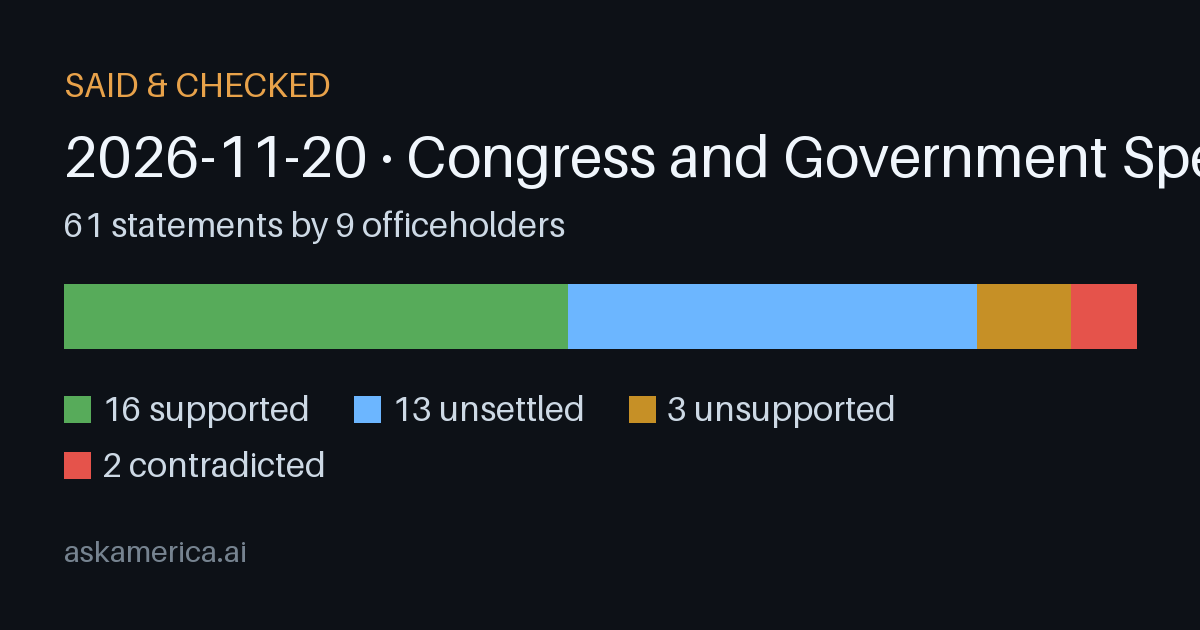 SAID & CHECKED
2026-11-20 · Congress and Government
61 statements by 9 officeholders
16 supported
13 unsettled
3 unsupported
2 contradicted
askamerica.ai